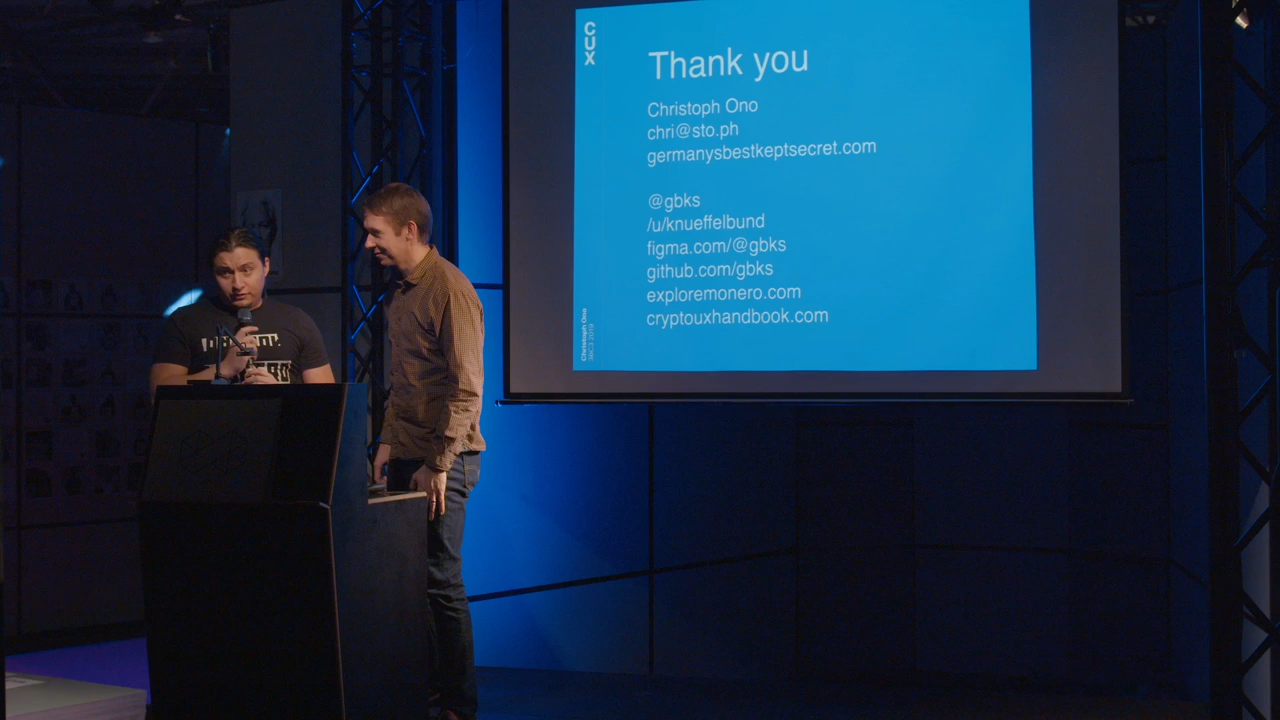 CUX
Thank you
Christoph Ono
chri@sto.ph
germanysbestkeptsecret.com
@gbks
/u/knueffelbund
figma.com/@gbks
github.com/gbks
exploremonero.com
cryptouxhandbook.com
Christoph Ono
36C3 2019